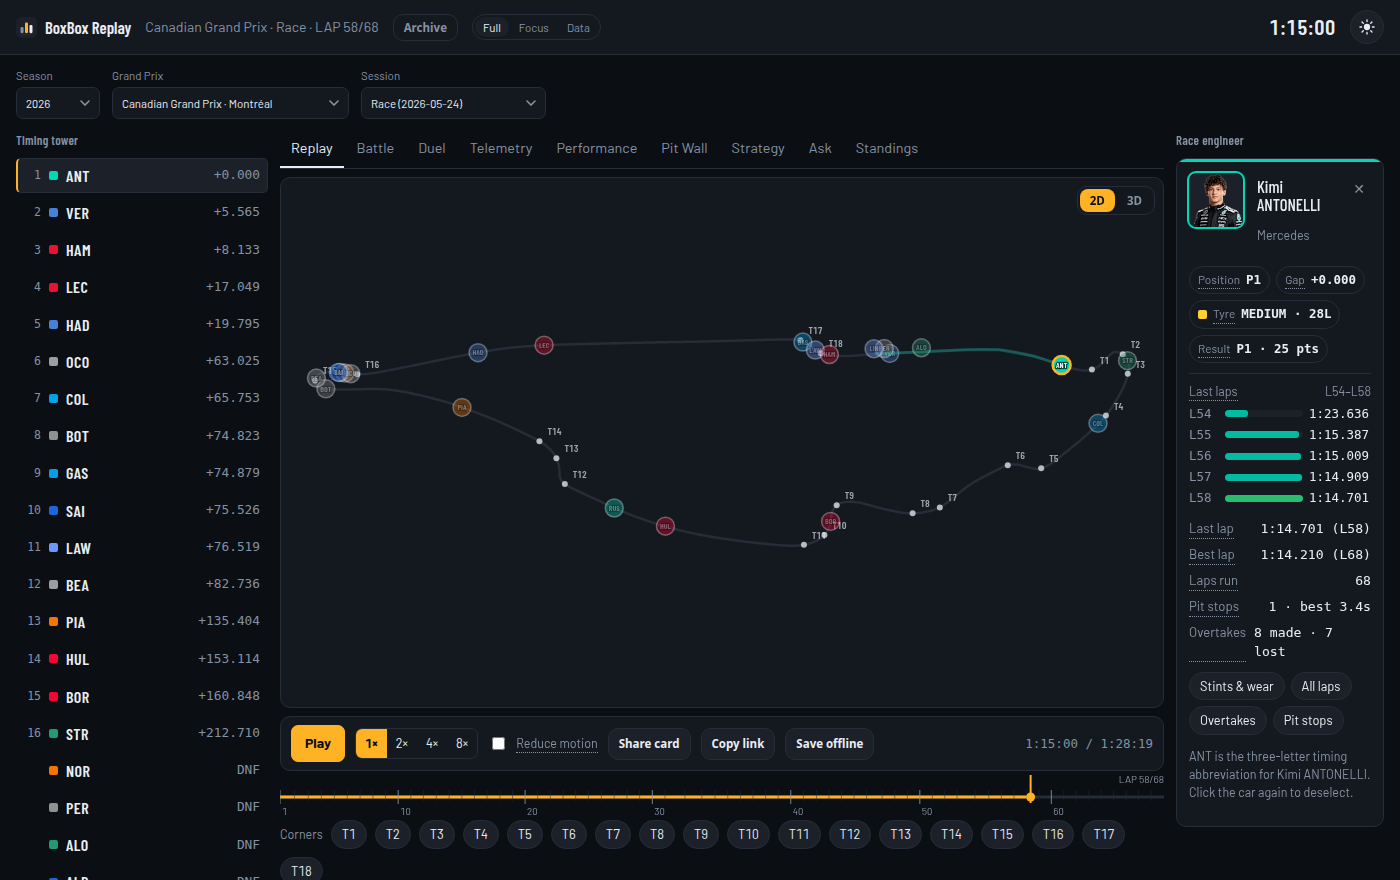 BoxBox Replay
Canadian Grand Prix · Race · LAP 58/68
Archive
Full Focus Data
1:15:00
Season
2026
Grand Prix
Canadian Grand Prix · Montréal
Session
Race (2026-05-24)
Timing tower
1 ANT +0.000
2 VER +5.565
3 HAM +8.133
4 LEC +17.049
5 HAD +19.795
6 OCO +63.025
7 COL +65.753
8 BOT +74.823
9 GAS +74.879
10 SAI +75.526
11 LAW +76.519
12 BEA +82.736
13 PIA +135.404
14 HUL +153.114
15 BOR +160.848
16 STR +212.710
NOR DNF
PER DNF
ALO DNF
Replay Battle Duel Telemetry Performance Pit Wall Strategy Ask Standings
2D 3D
T17
T18
T16
LEC
HAD
HAM
ALO
ANT
T1
T2
STR
T3
T4
COL
BOT
PIA
T14
T13
T12
T6
T5
T9
T8
T7
RUS
HUL
BOR
T10
Play
1× 2× 4× 8×
Reduce motion
Share card
Copy link
Save offline
1:15:00 / 1:28:19
LAP 58/68
1 10 20 30 40 50 60
Corners T1 T2 T3 T4 T5 T6 T7 T8 T9 T10 T11 T12 T13 T14 T15 T16 T17
T18
Race engineer
Kimi
ANTONELLI
×
Mercedes
Position P1
Gap +0.000
Tyre MEDIUM · 28L
Result P1 · 25 pts
Last laps L54–L58
L54 1:23.636
L55 1:15.387
L56 1:15.009
L57 1:14.909
L58 1:14.701
Last lap 1:14.701 (L58)
Best lap 1:14.210 (L68)
Laps run 68
Pit stops 1 · best 3.4s
Overtakes 8 made · 7
lost
Stints & wear
All laps
Overtakes
Pit stops
ANT is the three-letter timing
abbreviation for Kimi ANTONELLI.
Click the car again to deselect.